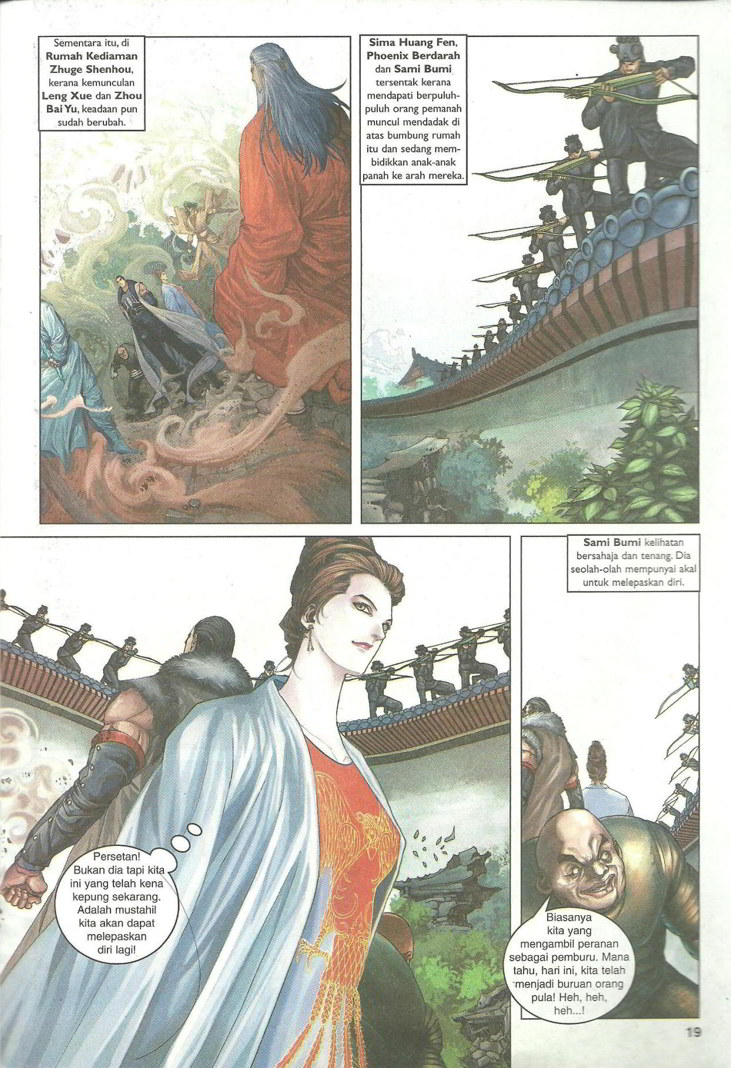 Sementara itu, di
Rumah Kediaman
Zhuge Shenhou,
kerana kemunculan
Leng Xue dan Zhou
Bai Yu, keadaan pun
sudah berubah.
Sima Huang Fen,
Phoenix Berdarah
dan Sami Bumi
tersentak kerana
mendapati berpuluh-
puluh orang pemanah
muncul mendadak di
atas bumbung rumah
itu dan sedang mem-
bidikkan anak-anak
panah ke arah mereka.
Persetan!
Bukan dia tapi kita
ini yang telah kena
kepung sekarang.
Adalah mustahil
kita akan dapat
melepaskan
diri lagi!
Sami Bumi kelihatan
bersahaja dan tenang. Dia
seolah-olah mempunyai akal
untuk melepaskan diri.
Biasanya
kita yang
mengambil peranan
sebagai pemburu. Mana
tahu, hari ini, kita telah
menjadi buruan orang
pula! Heh, heh,
heh...!
19